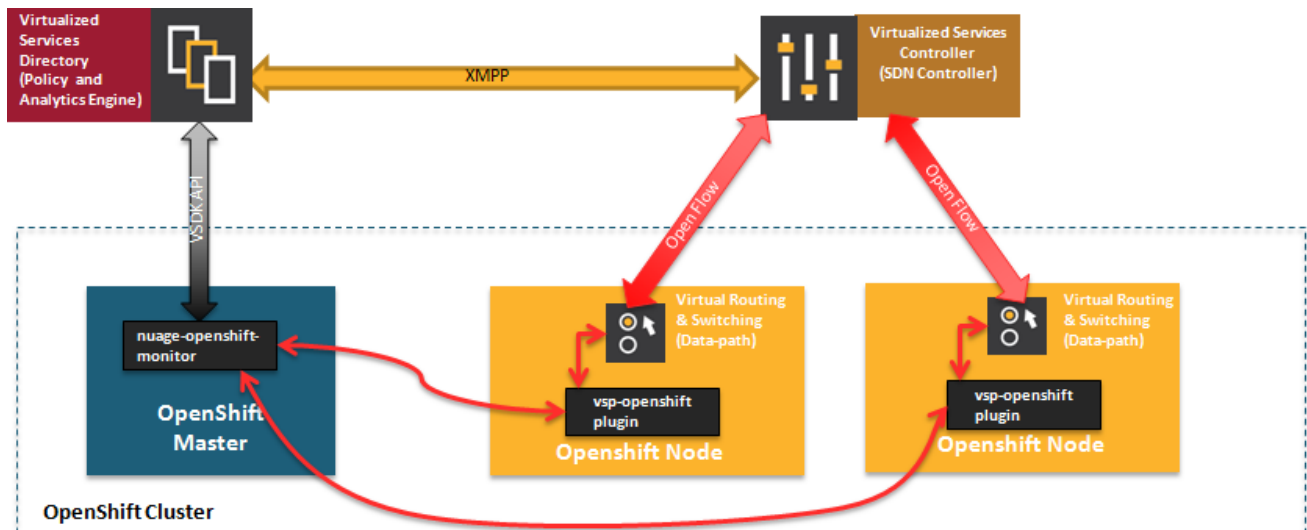 Virtualized
Services
Directory
(Policy and
Analytics Engine)
XMPP
Virtualized Services
Controller
(SDN Controller)
VSDK API
Open Flow
Open Flow
nuage-openshift-
monitor
OpenShift
Master
Virtual Routing
& Switching
(Data-path)
vsp-openshift
plugin
Openshift Node
Virtual Routing
& Switching
(Data-path)
vsp-openshift
plugin
Openshift Node
OpenShift Cluster